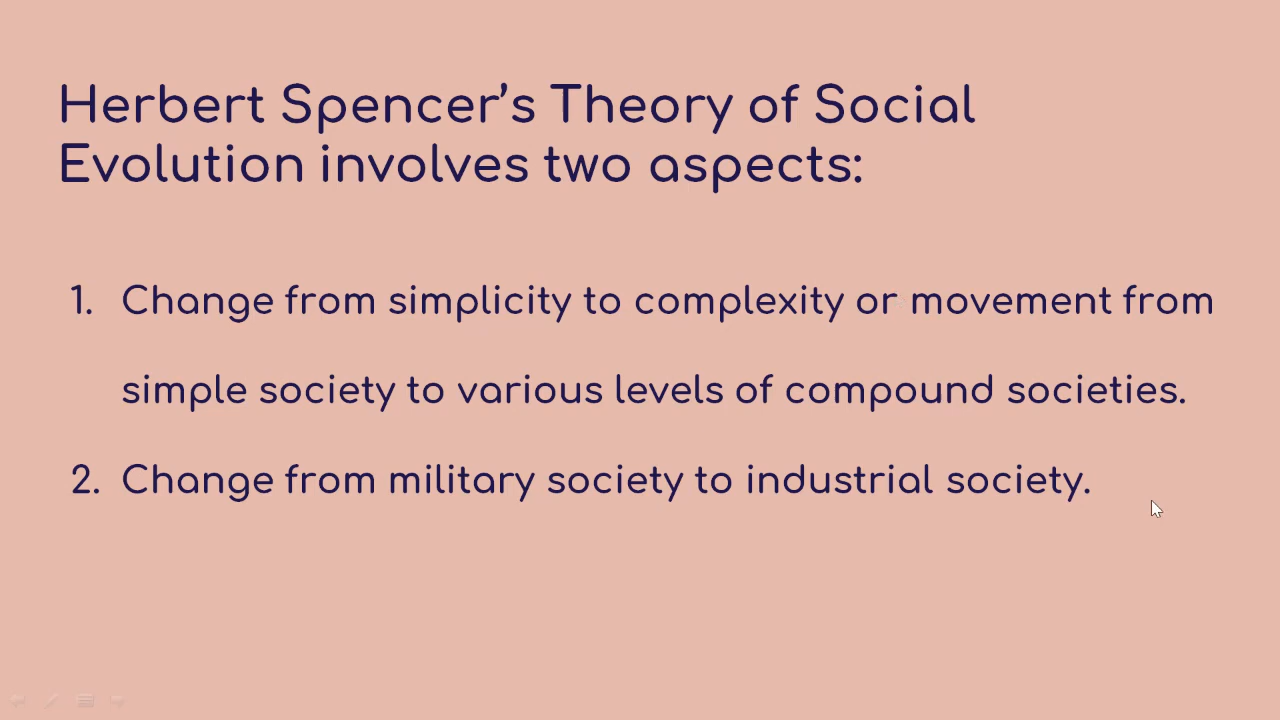 Herbert Spencer’s Theory of Social
Evolution involves two aspects:
1. Change from simplicity to complexity or movement from
simple society to various levels of compound societies.
2. Change from military society to industrial society.